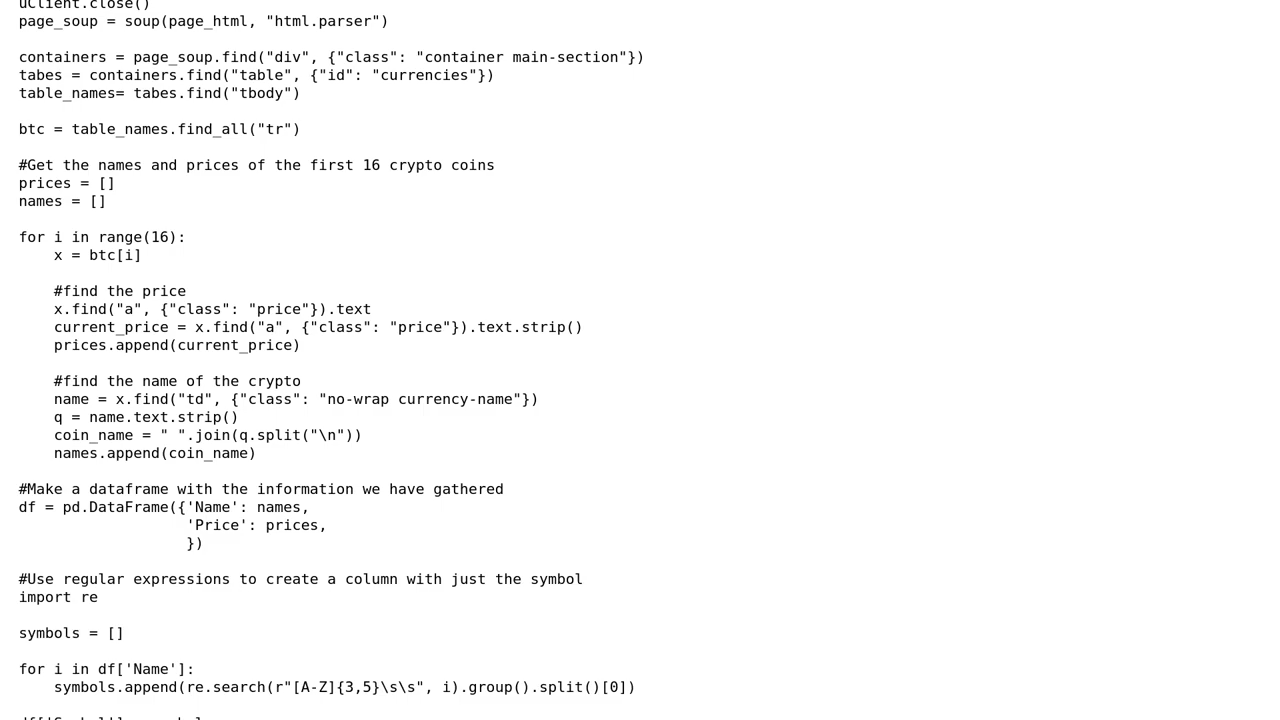 uClient.close()
page_soup = soup(page_html, "html.parser")

containers = page_soup.find("div", {"class": "container main-section"})
tabes = containers.find("table", {"id": "currencies"})
table_names= tabes.find("tbody")

btc = table_names.find_all("tr")

#Get the names and prices of the first 16 crypto coins
prices = []
names = []

for i in range(16):
    x = btc[i]

    #find the price
    x.find("a", {"class": "price"}).text
    current_price = x.find("a", {"class": "price"}).text.strip()
    prices.append(current_price)

    #find the name of the crypto
    name = x.find("td", {"class": "no-wrap currency-name"})
    q = name.text.strip()
    coin_name = " ".join(q.split("\n"))
    names.append(coin_name)

#Make a dataframe with the information we have gathered
df = pd.DataFrame({'Name': names,
                   'Price': prices,
                   })

#Use regular expressions to create a column with just the symbol
import re

symbols = []

for i in df['Name']:
    symbols.append(re.search(r"[A-Z]{3,5}\s\s", i).group().split()[0])